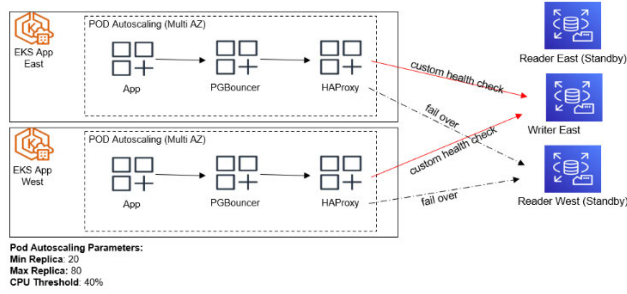 EKS App
East
POD Autoscaling (Multi AZ)
App
PGBouncer
HAProxy
custom health check
fail over
Reader East (Standby)
Writer East
EKS App
West
POD Autoscaling (Multi AZ)
App
PGBouncer
HAProxy
custom health check
fail over
Reader West (Standby)
Pod Autoscaling Parameters:
Min Replica: 20
Max Replica: 80
CPU Threshold: 40%